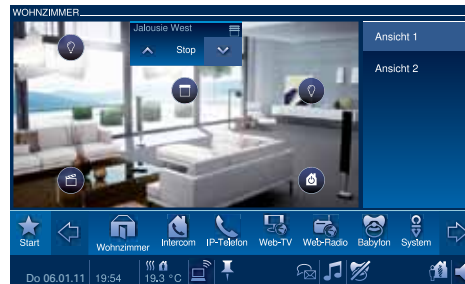 WOHNZIMMER
Jalousie West
Stop
Ansicht 1
Ansicht 2
Start
Wohnzimmer
Intercom
IP-Telefon
Web-TV
Web-Radio
Babyfon
System
Do 06.01.11
19:54
19.3 °C